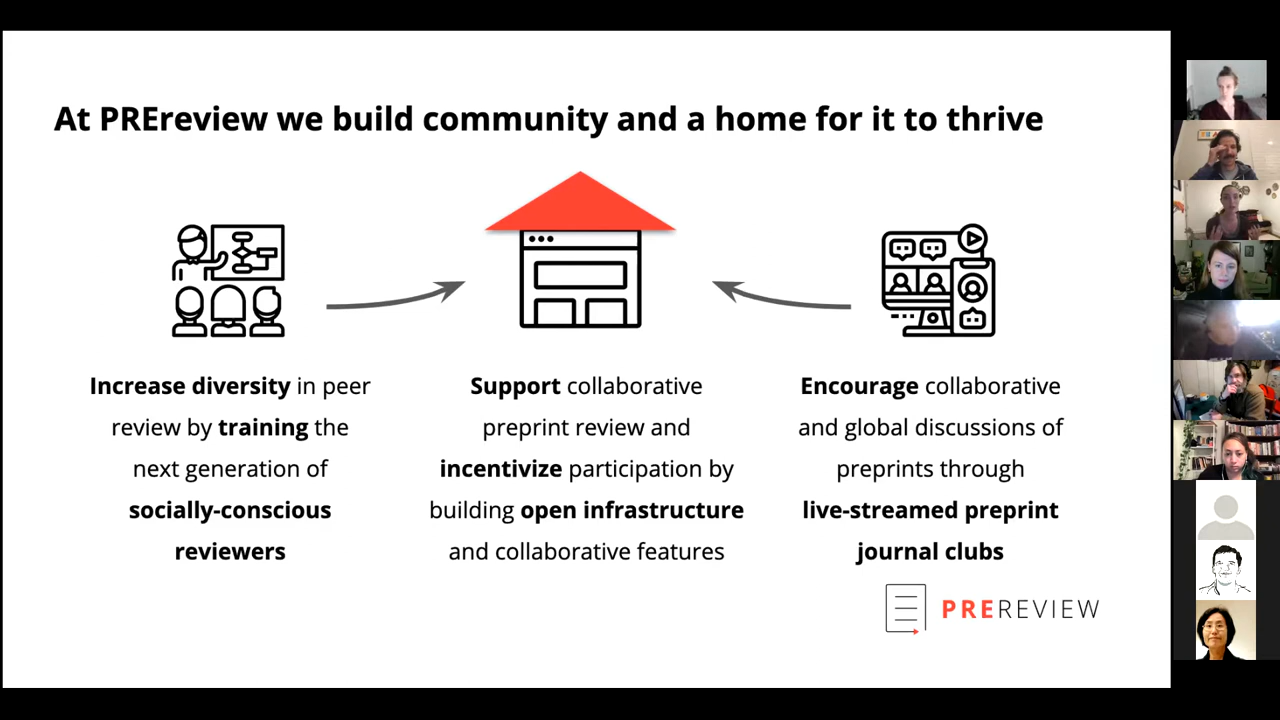 At PREreview we build community and a home for it to thrive
Increase diversity in peer
review by training the
next generation of
socially-conscious
reviewers
Support collaborative
preprint review and
incentivize participation by
building open infrastructure
and collaborative features
Encourage collaborative
and global discussions of
preprints through
live-streamed preprint
journal clubs
PREREVIEW